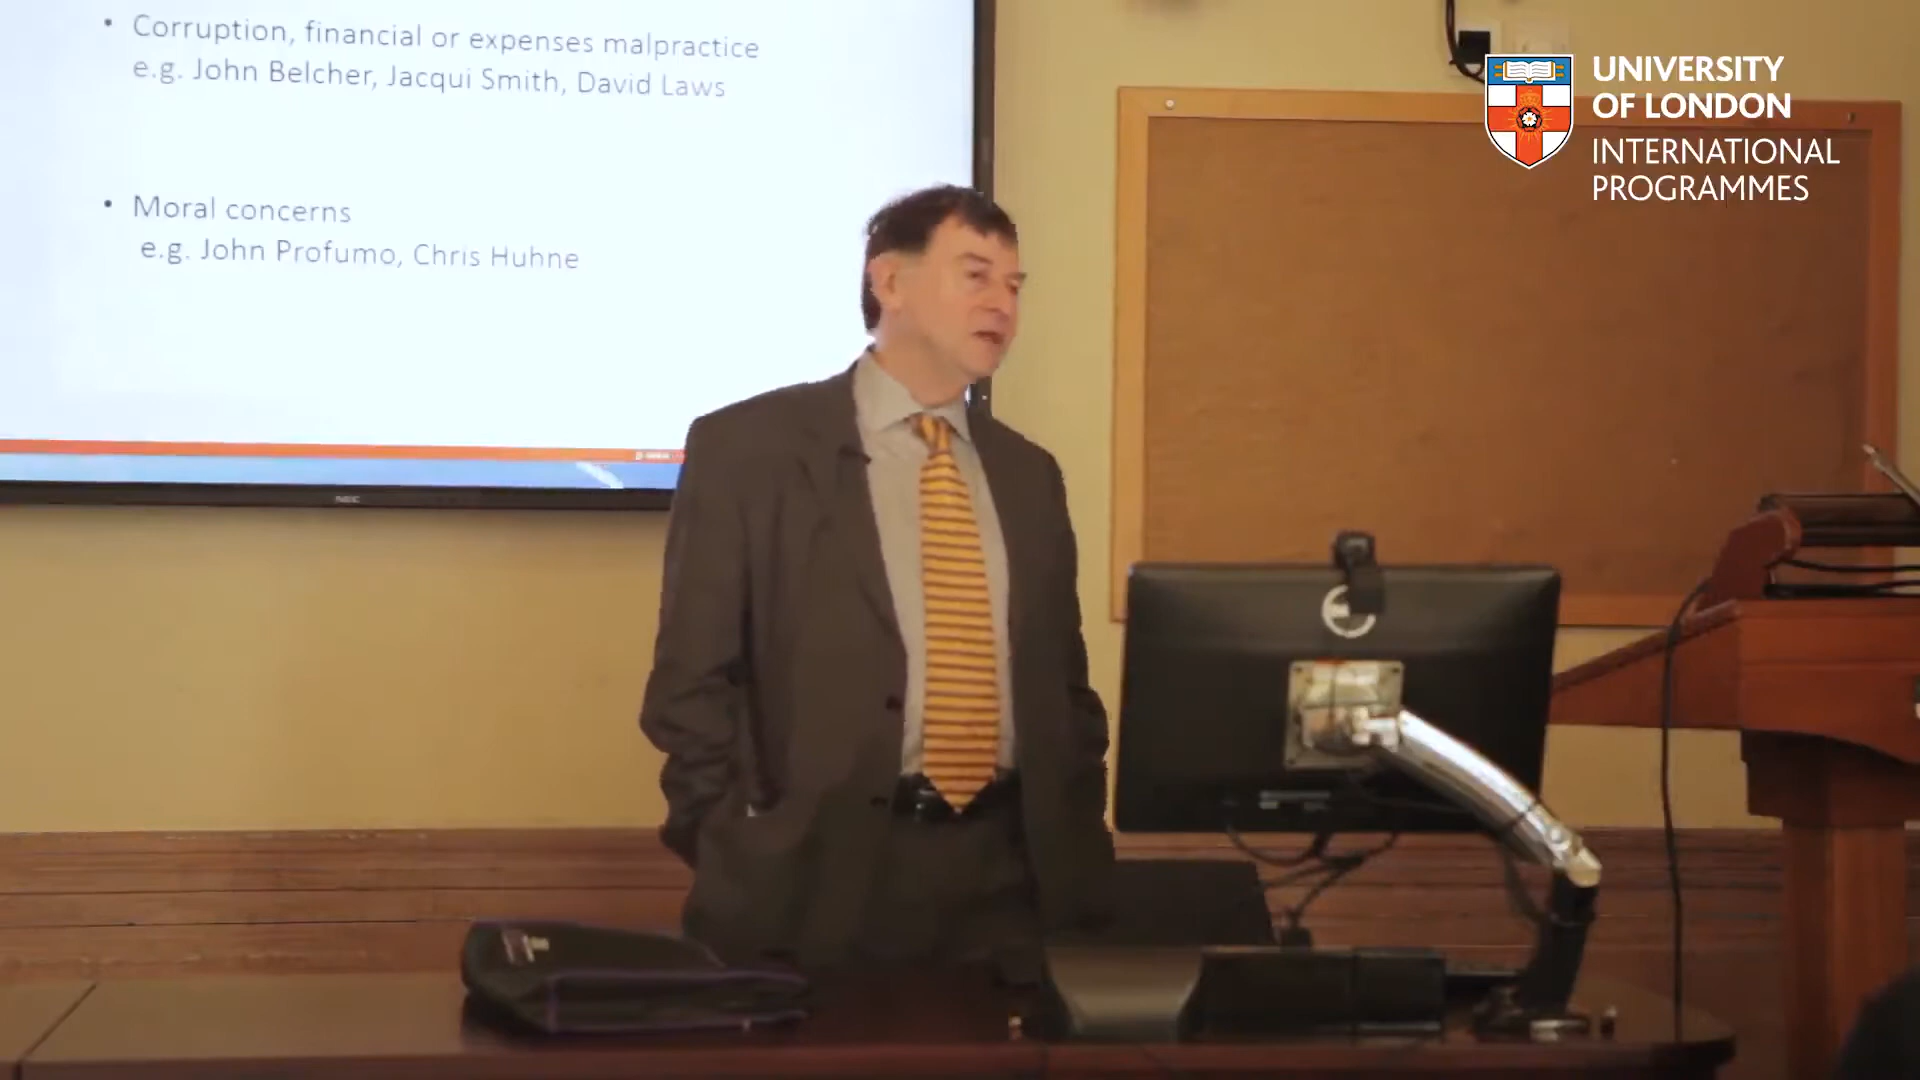 • Corruption, financial or expenses malpractice
e.g. John Belcher, Jacqui Smith, David Laws
• Moral concerns
e.g. John Profumo, Chris Huhne
UNIVERSITY
OF LONDON
INTERNATIONAL
PROGRAMMES
NEC